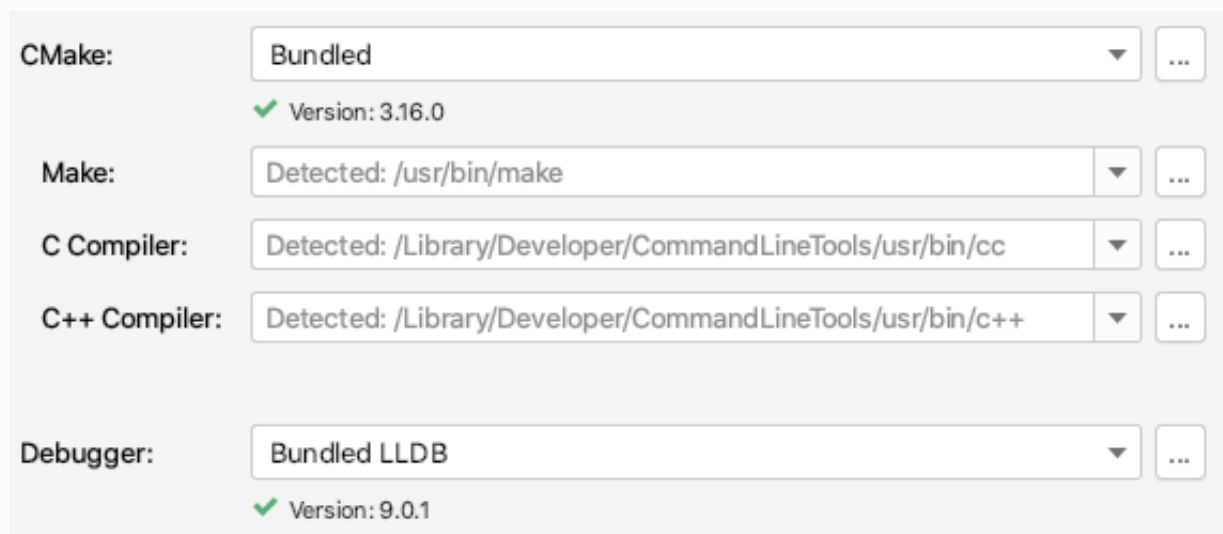 CMake: Bundled ...
Version: 3.16.0
Make: Detected: /usr/bin/make ...
C Compiler: Detected: /Library/Developer/CommandLineTools/usr/bin/cc ...
C++ Compiler: Detected: /Library/Developer/CommandLineTools/usr/bin/c++ ...
Debugger: Bundled LLDB ...
Version: 9.0.1